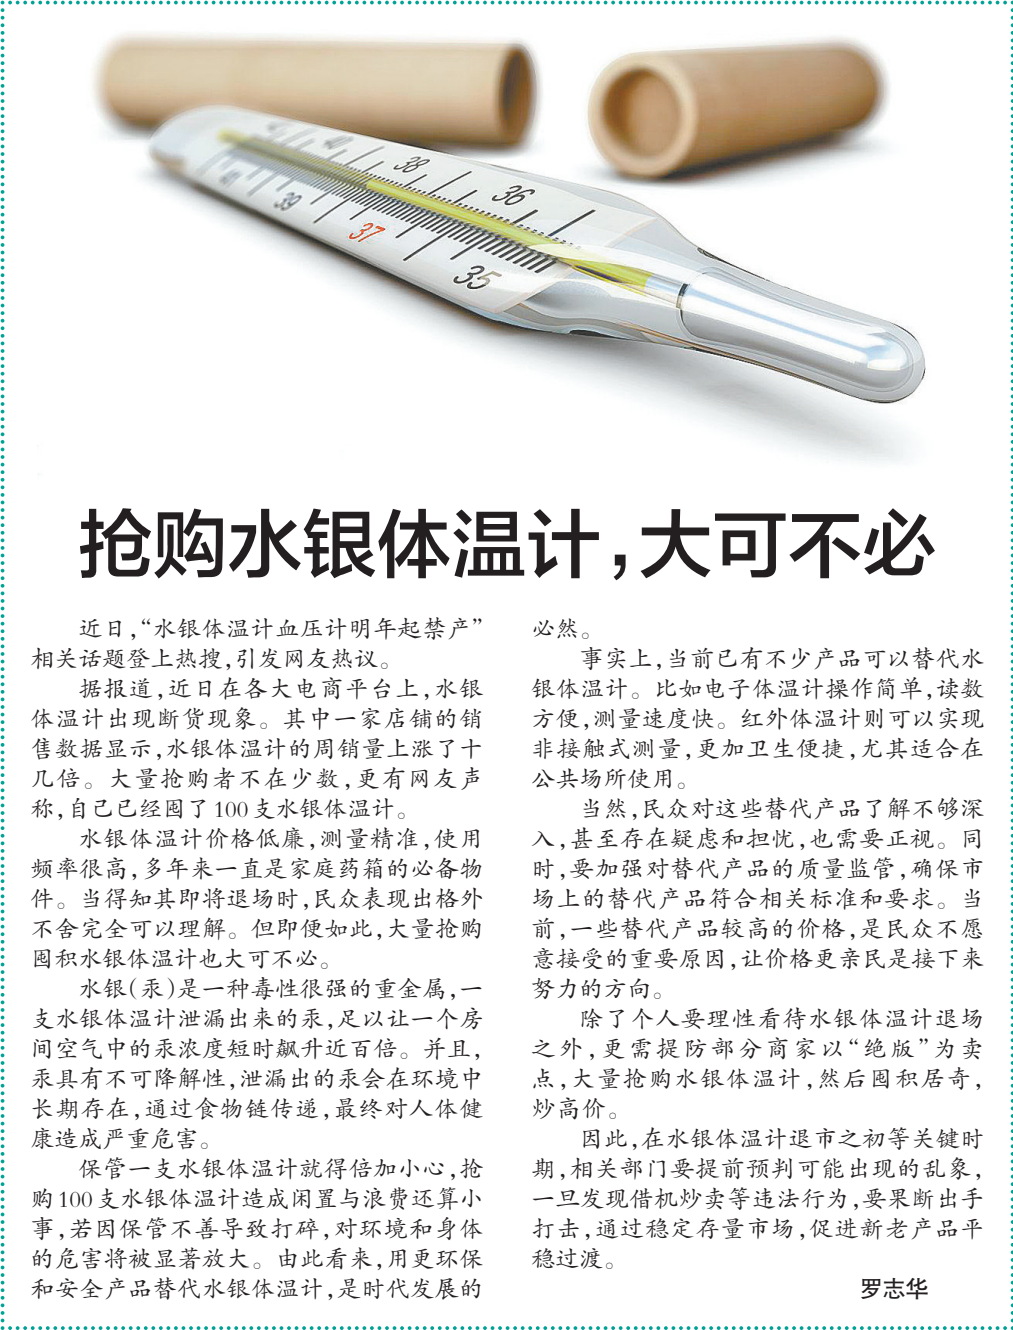 38
36
39
37
35
抢购水银体温计,大可不必
近日,“水银体温计血压计明年起禁产”
相关话题登上热搜,引发网友热议。
据报道,近日在各大电商平台上,水银
体温计出现断货现象。其中一家店铺的销
售数据显示,水银体温计的周销量上涨了十
几倍。大量抢购者不在少数,更有网友声
称,自己已经囤了100支水银体温计。
水银体温计价格低廉,测量精准,使用
频率很高,多年来一直是家庭药箱的必备物
件。当得知其即将退场时,民众表现出格外
不舍完全可以理解。但即便如此,大量抢购
囤积水银体温计也大可不必。
水银(汞)是一种毒性很强的重金属,一
支水银体温计泄漏出来的汞,足以让一个房
间空气中的汞浓度短时飙升近百倍。并且,
汞具有不可降解性,泄漏出的汞会在环境中
长期存在,通过食物链传递,最终对人体健
康造成严重危害。
保管一支水银体温计就得倍加小心,抢
购100支水银体温计造成闲置与浪费还算小
事,若因保管不善导致打碎,对环境和身体
的危害将被显著放大。由此看来,用更环保
和安全产品替代水银体温计,是时代发展的
必然。
事实上,当前已有不少产品可以替代水
银体温计。比如电子体温计操作简单,读数
方便,测量速度快。红外体温计则可以实现
非接触式测量,更加卫生便捷,尤其适合在
公共场所使用。
当然,民众对这些替代产品了解不够深
入,甚至存在疑虑和担忧,也需要正视。同
时,要加强对替代产品的质量监管,确保市
场上的替代产品符合相关标准和要求。当
前,一些替代产品较高的价格,是民众不愿
意接受的重要原因,让价格更亲民是接下来
努力的方向。
除了个人要理性看待水银体温计退场
之外,更需提防部分商家以“绝版”为卖
点,大量抢购水银体温计,然后囤积居奇,
炒高价。
因此,在水银体温计退市之初等关键时
期,相关部门要提前预判可能出现的乱象,
一旦发现借机炒卖等违法行为,要果断出手
打击,通过稳定存量市场,促进新老产品平
稳过渡。
罗志华